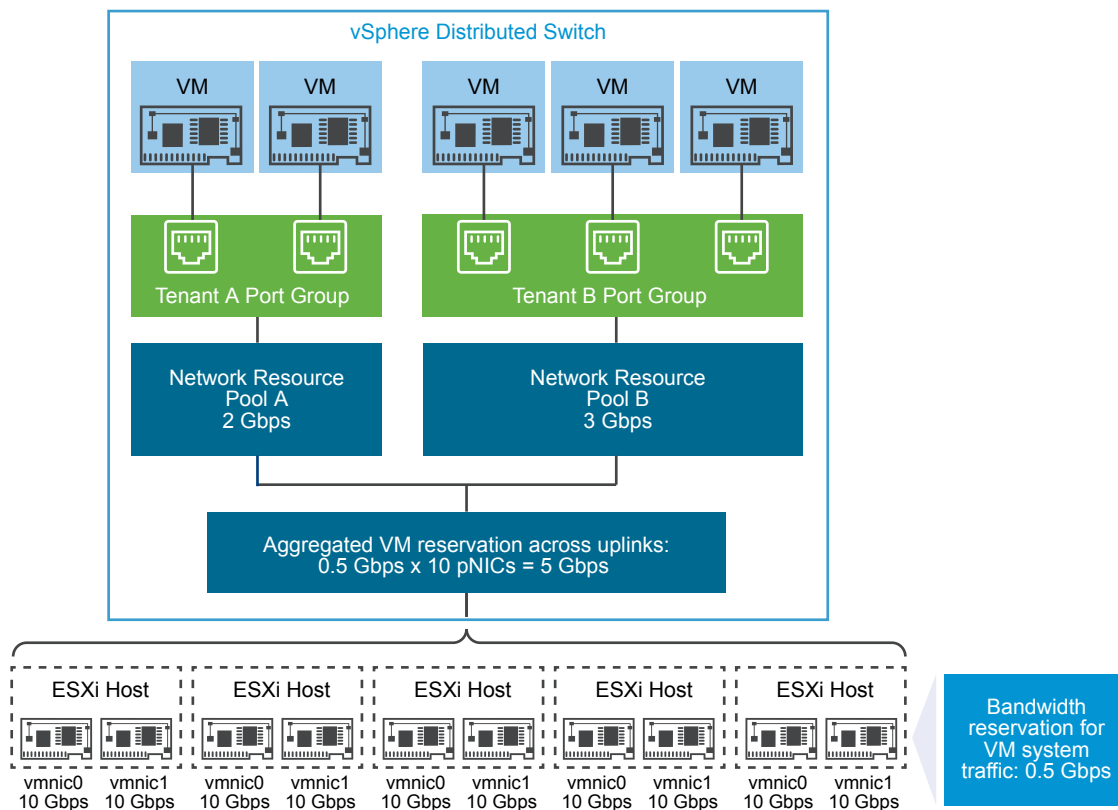 vSphere Distributed Switch
VM
VM
VM
VM
VM
Tenant A Port Group
Tenant B Port Group
Network Resource
Pool A
2 Gbps
Network Resource
Pool B
3 Gbps
Aggregated VM reservation across uplinks:
0.5 Gbps x 10 pNICs = 5 Gbps
ESXi Host
ESXi Host
ESXi Host
ESXi Host
ESXi Host
vmnic0
10 Gbps
vmnic1
10 Gbps
vmnic0
10 Gbps
vmnic1
10 Gbps
vmnic0
10 Gbps
vmnic1
10 Gbps
vmnic0
10 Gbps
vmnic1
10 Gbps
vmnic0
10 Gbps
vmnic1
10 Gbps
Bandwidth
reservation for
VM system
traffic: 0.5 Gbps